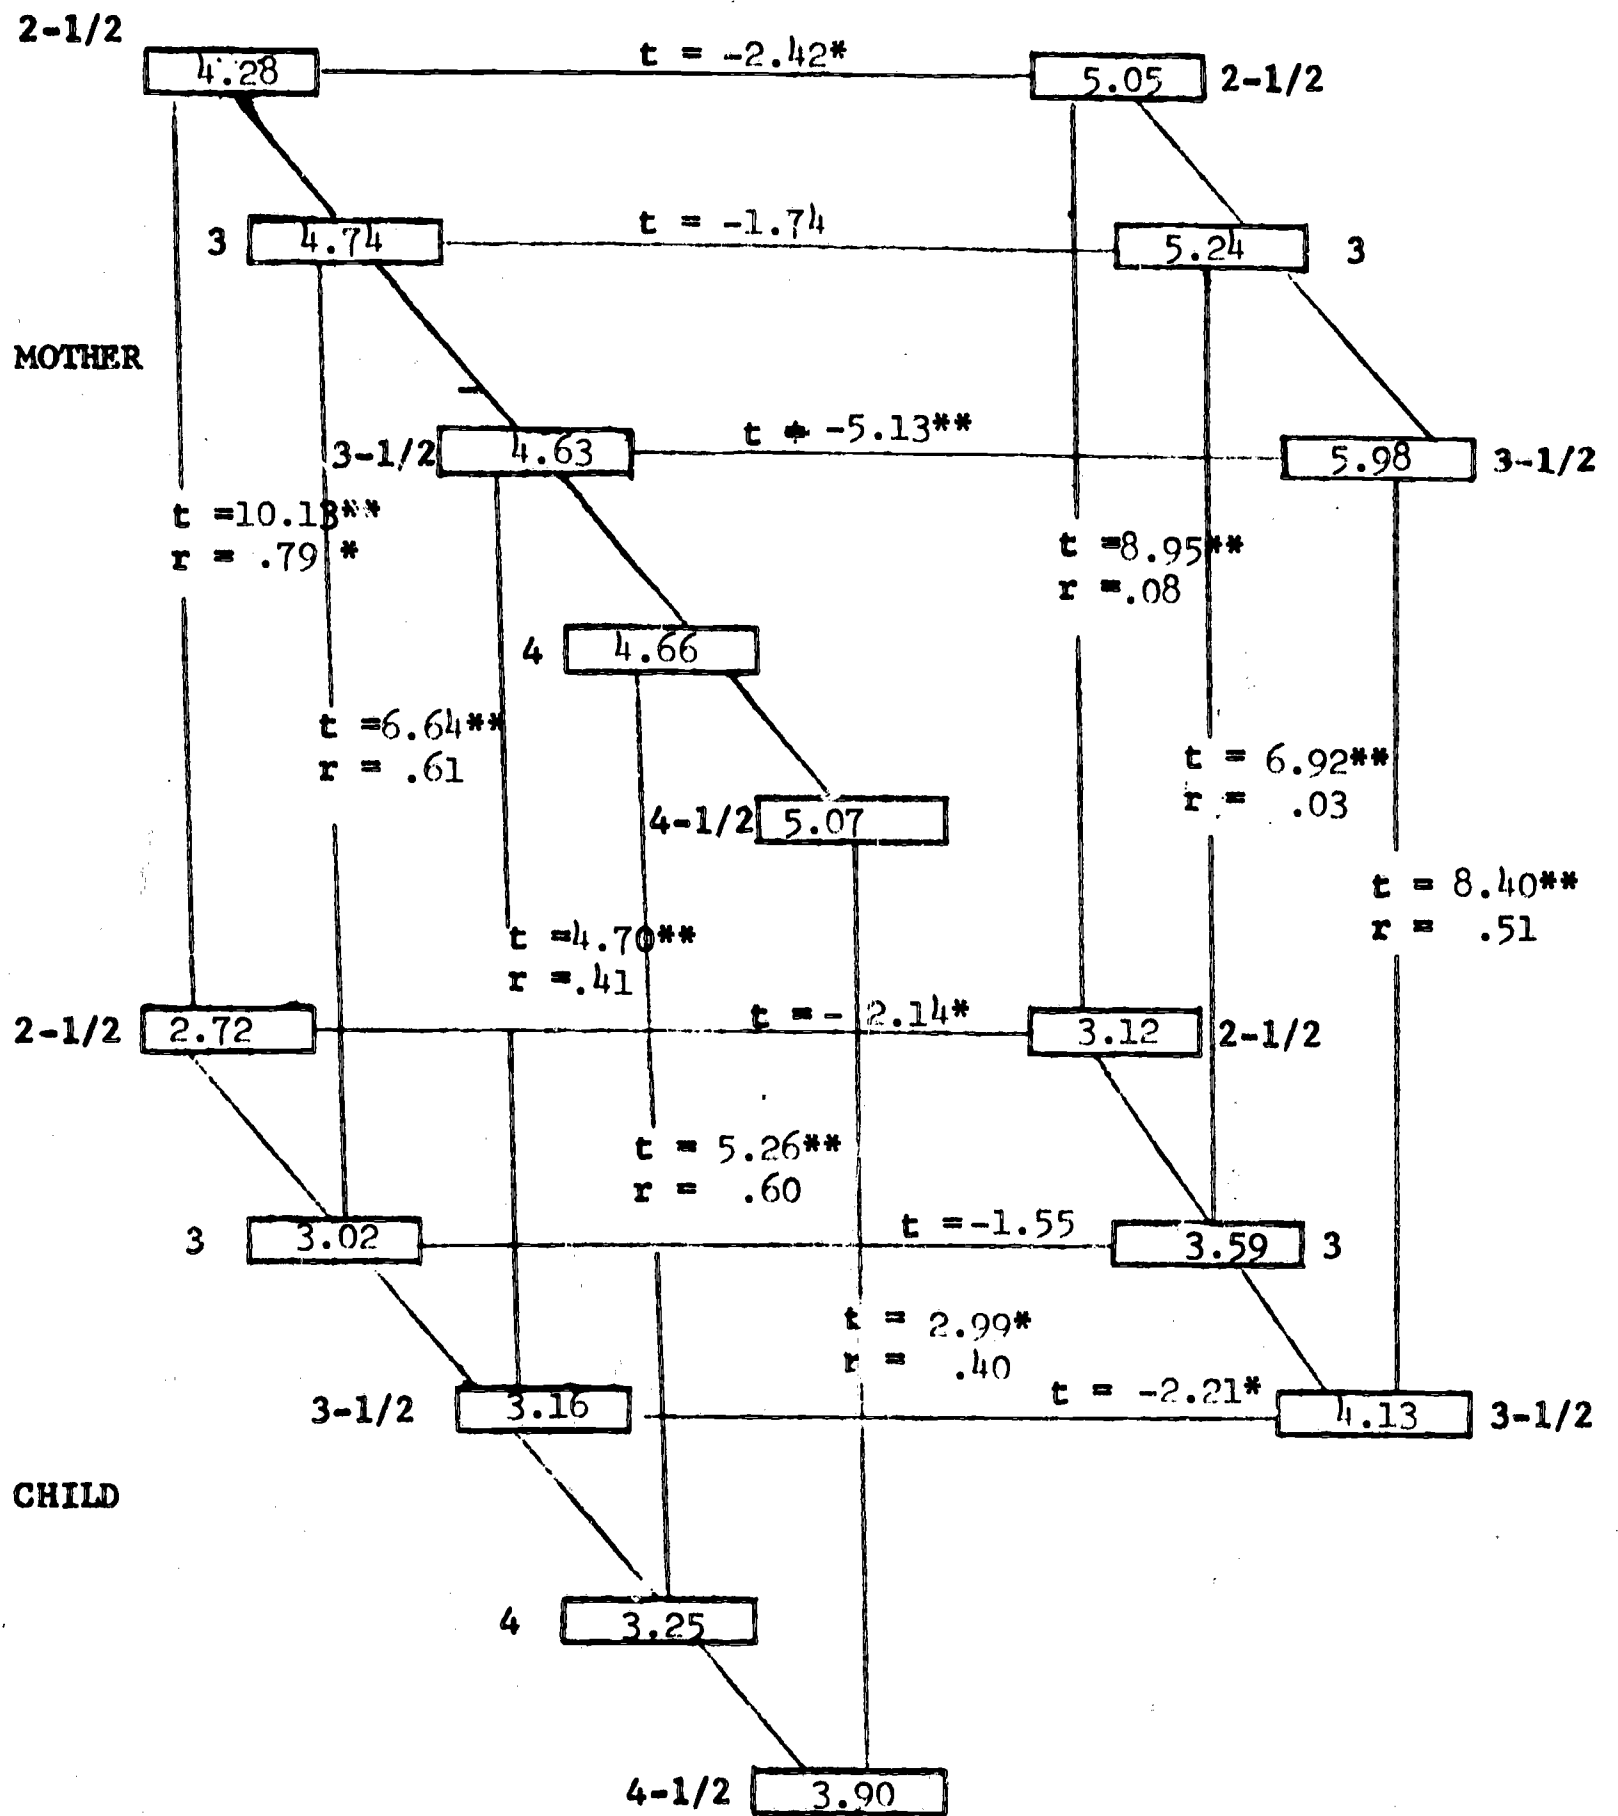 2-1/2
4.28 t = -2.42* 5.05 2-1/2
3 4.74 t = -1.74 5.24 3
MOTHER
3-1/2 4.63 t = -5.13** 5.98 3-1/2
t =10.13**
r = .79 *
t =8.95**
r =.08
4 4.66
t =6.64**
r = .61
t = 6.92**
r = .03
4-1/2 5.07
t = 8.40**
r = .51
t =4.70**
r =.41
2-1/2 2.72 t = - 2.14* 3.12 2-1/2
t = 5.26**
r = .60
3 3.02 t =-1.55 3.59 3
t = 2.99*
r = .40
3-1/2 3.16 t = -2.21* 4.13 3-1/2
CHILD
4 3.25
4-1/2 3.90